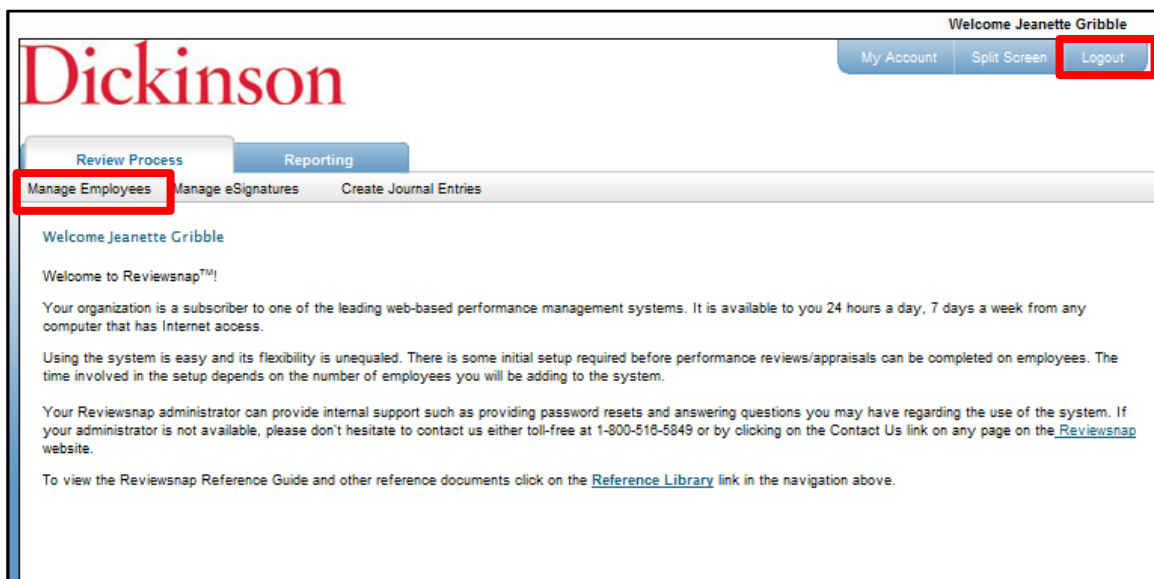 Welcome Jeanette Gribble
Dickinson
My Account Split Screen Logout
Review Process Reporting
Manage Employees Manage eSignatures Create Journal Entries
Welcome Jeanette Gribble
Welcome to Reviewsnap™!
Your organization is a subscriber to one of the leading web-based performance management systems. It is available to you 24 hours a day, 7 days a week from any
computer that has Internet access.
Using the system is easy and its flexibility is unequaled. There is some initial setup required before performance reviews/appraisals can be completed on employees. The
time involved in the setup depends on the number of employees you will be adding to the system.
Your Reviewsnap administrator can provide internal support such as providing password resets and answering questions you may have regarding the use of the system. If
your administrator is not available, please don't hesitate to contact us either toll-free at 1-800-516-5849 or by clicking on the Contact Us link on any page on the Reviewsnap
website.
To view the Reviewsnap Reference Guide and other reference documents click on the Reference Library link in the navigation above.